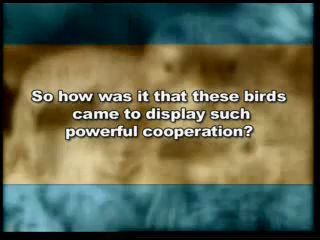 So how was it that these birds
came to display such
powerful cooperation?